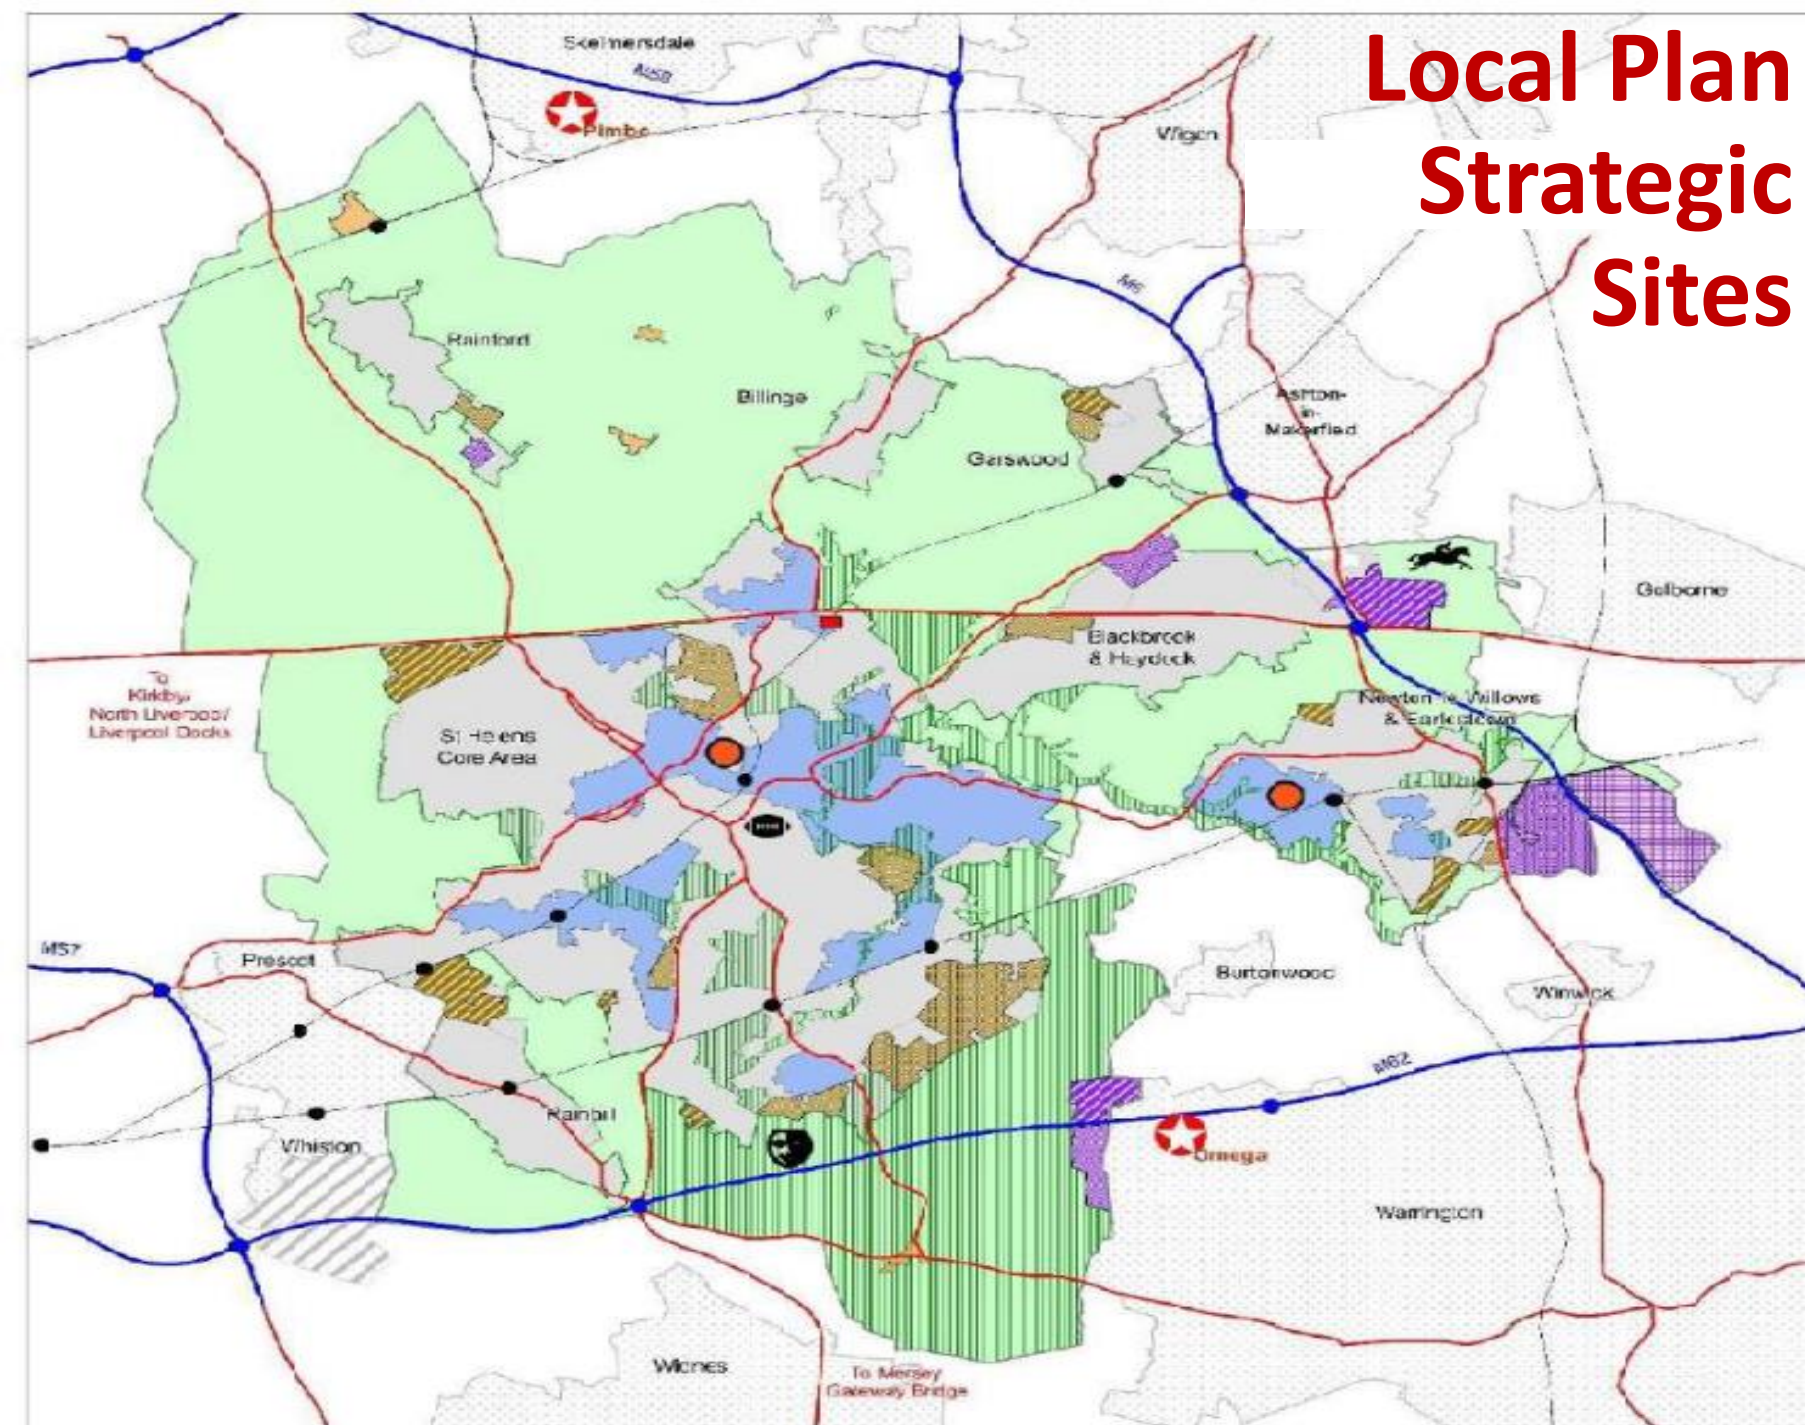 Local Plan
Strategic
Sites
Skelmersdale
M58
Pimbo
Wigan
M6
Rainford
Billinge
Ashton-
in-
Makerfield
Garswood
Golborne
Blackbrook
& Haydock
To
Kirkby/
North Liverpool/
Liverpool Docks
Newton-le-Willows
& Earlestown
St Helens
Core Area
M57
Prescot
Burtonwood
Winwick
M62
Rainhill
Whiston
Omega
Warrington
Widnes
To Mersey
Gateway Bridge